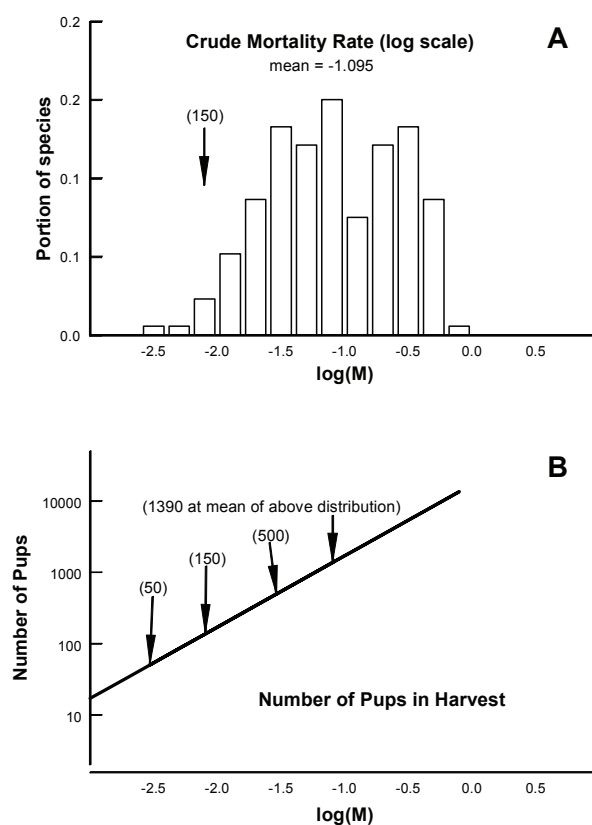 0.2
Crude Mortality Rate (log scale)
A
mean = -1.095
0.2
(150)
0.1
0.1
0.0
Portion of species
-2.5 -2.0 -1.5 -1.0 -0.5 0.0 0.5
log(M)
B
10000
(1390 at mean of above distribution)
(500)
1000
(150)
(50)
100
Number of Pups in Harvest
10
Number of Pups
-2.5 -2.0 -1.5 -1.0 -0.5 0.0 0.5
log(M)